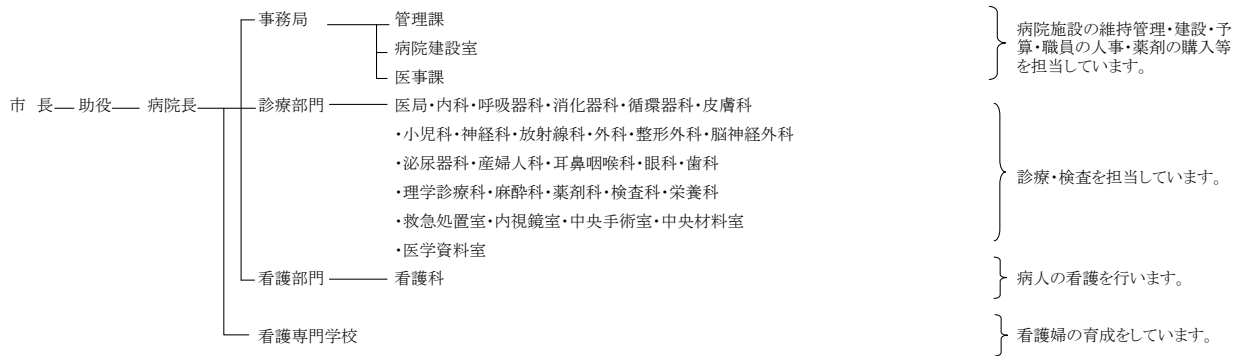 事務局 管理課
病院建設室
医事課
病院施設の維持管理・建設・予
算・職員の人事・薬剤の購入等
を担当しています。
市 長 助役 病院長 診療部門 医局・内科・呼吸器科・消化器科・循環器科・皮膚科
・小児科・神経科・放射線科・外科・整形外科・脳神経外科
・泌尿器科・産婦人科・耳鼻咽喉科・眼科・歯科
・理学診療科・麻酔科・薬剤科・検査科・栄養科
・救急処置室・内視鏡室・中央手術室・中央材料室
・医学資料室
診療・検査を担当しています。
看護部門 看護科 病人の看護を行います。
看護専門学校 看護婦の育成をしています。